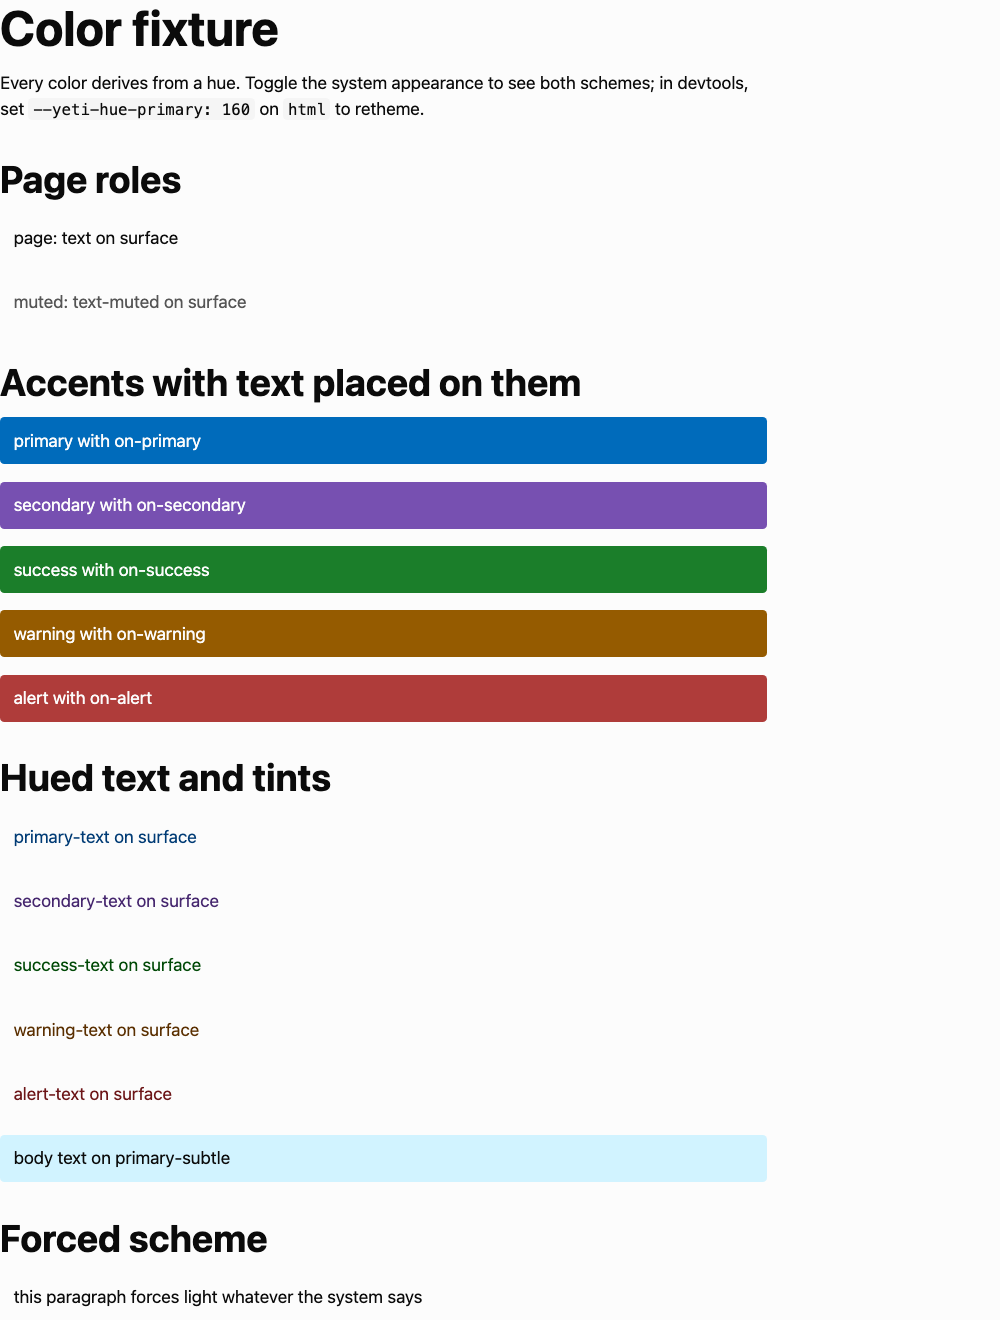 Color fixture
Every color derives from a hue. Toggle the system appearance to see both schemes; in devtools,
set --yeti-hue-primary: 160 on html to retheme.
Page roles
page: text on surface
muted: text-muted on surface
Accents with text placed on them
primary with on-primary
secondary with on-secondary
success with on-success
warning with on-warning
alert with on-alert
Hued text and tints
primary-text on surface
secondary-text on surface
success-text on surface
warning-text on surface
alert-text on surface
body text on primary-subtle
Forced scheme
this paragraph forces light whatever the system says